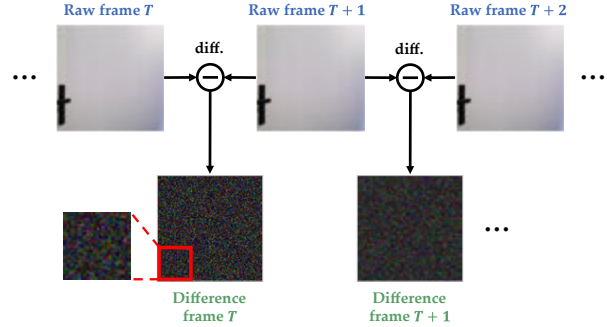 Raw frame T
Raw frame T + 1
Raw frame T + 2
diff.
diff.
...
...
...
Difference
frame T
Difference
frame T + 1